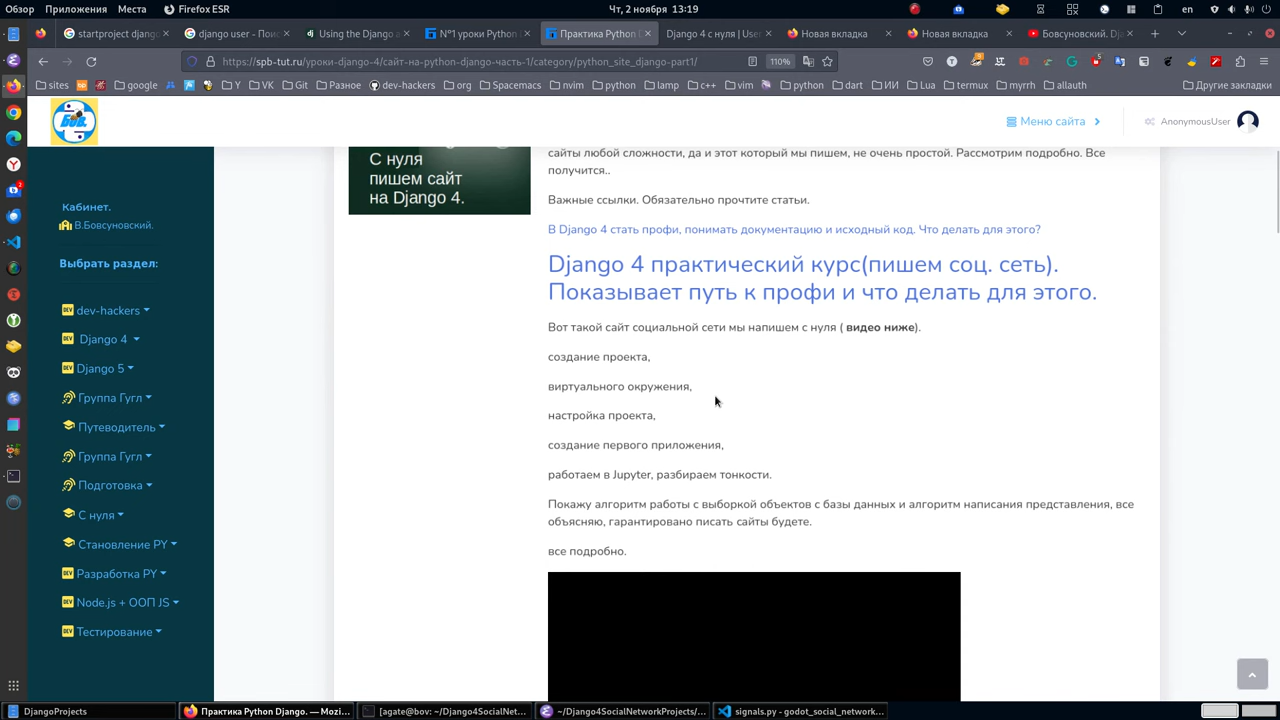 Обзор Приложения Места Firefox ESR Чт, 2 ноября 13:19 en
startproject djang
django user - Пои
Using the Django a
N°1 уроки Python
Практика Python D
Django 4 с нуля | User
Новая вкладка
Новая вкладка
Бовсуновский. Dj
https://spb-tut.ru/уроки-django-4/сайт-на-python-django-часть-1/category/python_site_django-part1/ 110%
sites google Y VK Git Разное dev-hackers org Spacemacs nvim python lamp c++ vim python dart ИИ Lua termux myrrh allauth Другие закладки
Меню сайта AnonymousUser
С нуля
пишем сайт
на Django 4.
Кабинет.
В.Бовсуновский.
Выбрать раздел:
dev-hackers
Django 4
Django 5
Группа Гугл
Путеводитель
Группа Гугл
Подготовка
С нуля
Становление PY
Разработка PY
Node.js + ООП JS
Тестирование
сайты любой сложности, да и этот который мы пишем, не очень простой. Рассмотрим подробно. Все
получится..
Важные ссылки. Обязательно прочтите статьи.
В Django 4 стать профи, понимать документацию и исходный код. Что делать для этого?
Django 4 практический курс(пишем соц. сеть).
Показывает путь к профи и что делать для этого.
Вот такой сайт социальной сети мы напишем с нуля ( видео ниже).
создание проекта,
виртуального окружения,
настройка проекта,
создание первого приложения,
работаем в Jupyter, разбираем тонкости.
Покажу алгоритм работы с выборкой объектов с базы данных и алгоритм написания представления, все
объясняю, гарантировано писать сайты будете.
все подробно.
DjangoProjects
Практика Python Django. — Mozi...
[agate@bov: ~/Django4SocialNet...
~/Django4SocialNetworkProjects/...
signals.py - godot_social_network...